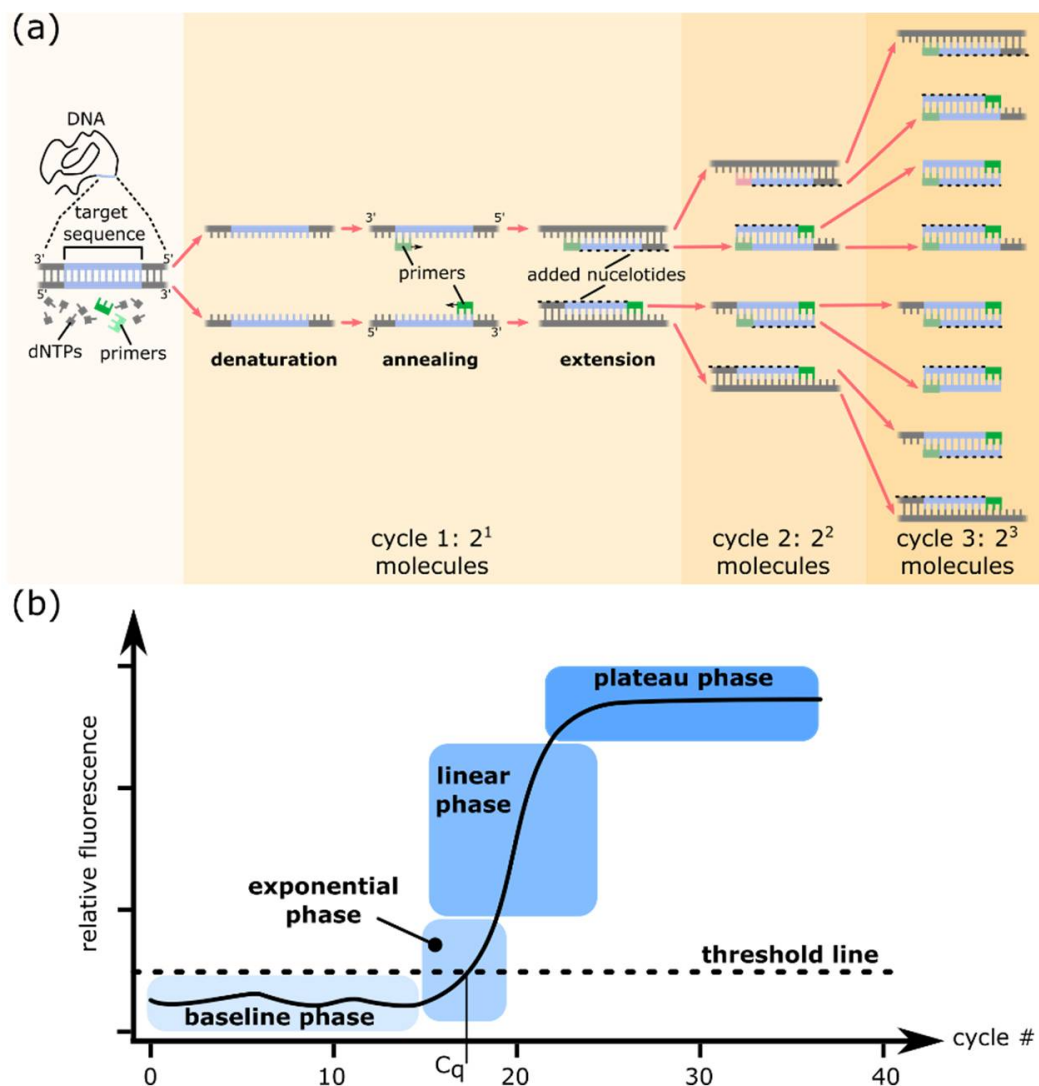 (a)
DNA
target
sequence
3'
5'
5'
3'
dNTPs
primers
denaturation
3'
5'
primers
5'
3'
annealing
added nucelotides
extension
cycle 1: 2¹
molecules
cycle 2: 2²
molecules
cycle 3: 2³
molecules
(b)
relative fluorescence
plateau phase
linear
phase
exponential
phase
threshold line
baseline phase
cycle #
0
10
Cq
20
30
40